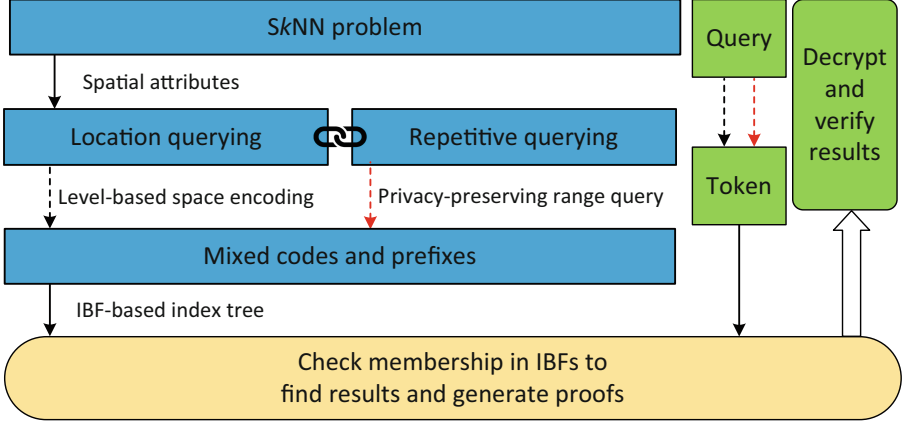 SkNN problem
Spatial attributes
Location querying
Repetitive querying
Level-based space encoding
Privacy-preserving range query
Mixed codes and prefixes
IBF-based index tree
Query
Token
Decrypt
and
verify
results
Check membership in IBFs to
find results and generate proofs